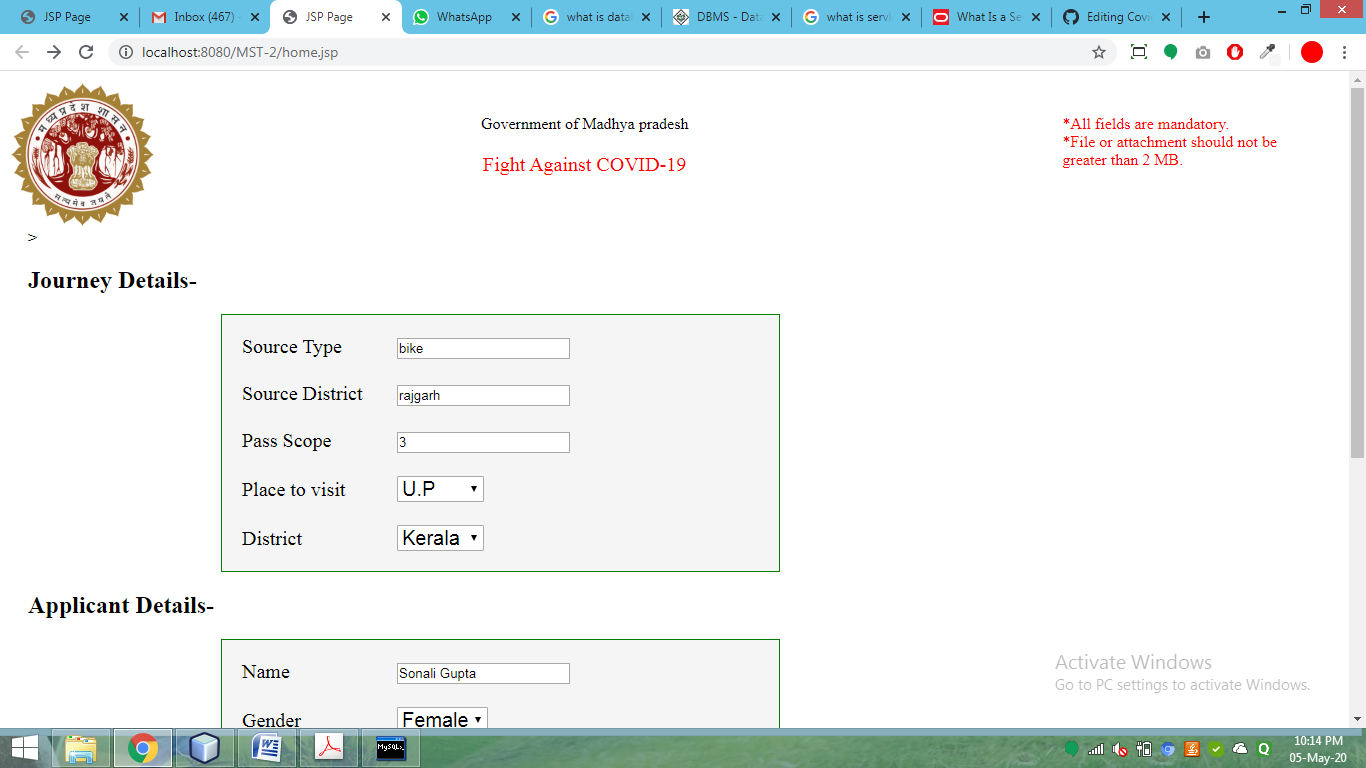 JSP Page
Inbox (467)
JSP Page
WhatsApp
what is data
DBMS - Data
what is serv
What Is a Se
Editing Covi
localhost:8080/MST-2/home.jsp
मध्यप्रदेश शासन
सत्यमेव जयते
Government of Madhya pradesh
Fight Against COVID-19
*All fields are mandatory.
*File or attachment should not be
greater than 2 MB.
>
Journey Details-
Source Type bike
Source District rajgarh
Pass Scope 3
Place to visit U.P
District Kerala
Applicant Details-
Name Sonali Gupta
Gender Female
Activate Windows
Go to PC settings to activate Windows.
10:14 PM
05-May-20